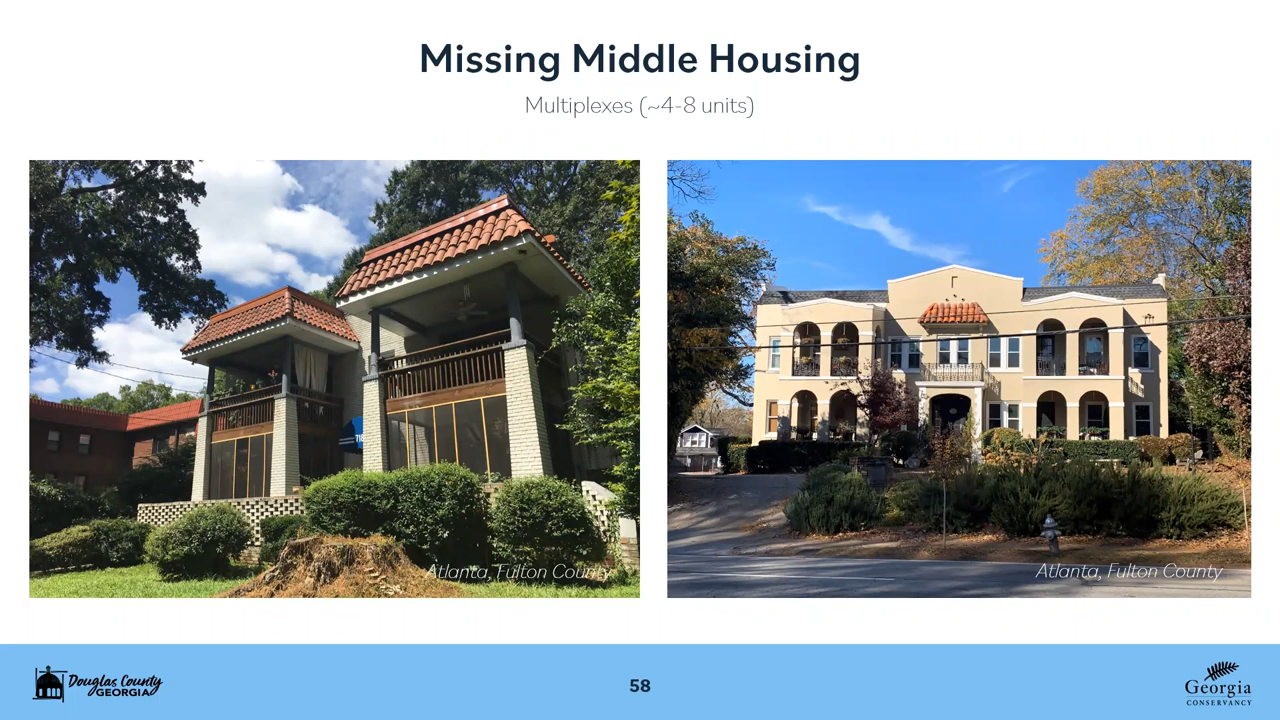 Missing Middle Housing
Multiplexes (~4-8 units)
718
Atlanta, Fulton County
Atlanta, Fulton County
Douglas County
GEORGIA
58
Georgia
CONSERVANCY